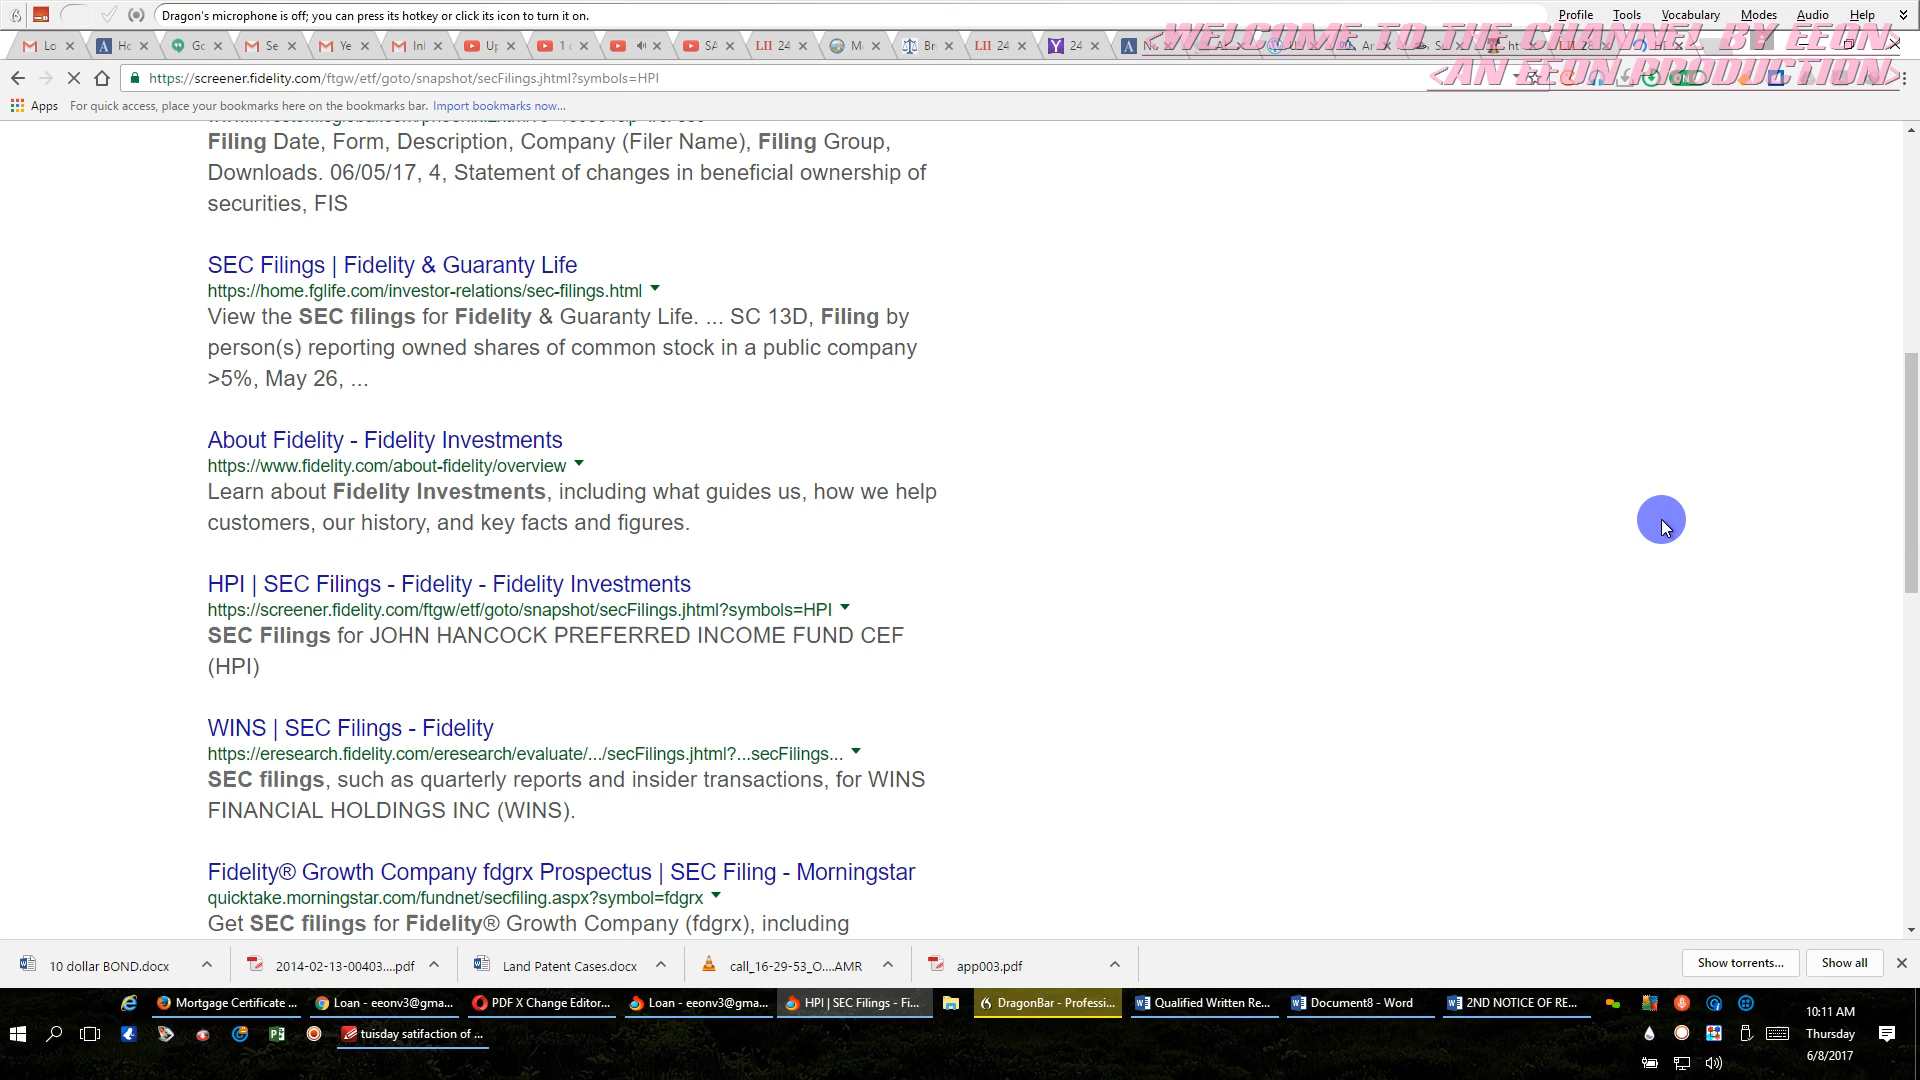 Dragon's microphone is off; you can press its hotkey or click its icon to turn it on.
Profile Tools Vocabulary Modes Audio Help
<WELCOME TO THE CHANNEL BY EEON>
<AN EEON PRODUCTION>
Lo Hc Gc Se Ye In 1 SA LII 24 Br LII 24 24
https://screener.fidelity.com/ftgw/etf/goto/snapshot/secFilings.jhtml?symbols=HPI
Apps For quick access, place your bookmarks here on the bookmarks bar. Import bookmarks now...
Filing Date, Form, Description, Company (Filer Name), Filing Group,
Downloads. 06/05/17, 4, Statement of changes in beneficial ownership of
securities, FIS
SEC Filings | Fidelity & Guaranty Life
https://home.fglife.com/investor-relations/sec-filings.html
View the SEC filings for Fidelity & Guaranty Life. ... SC 13D, Filing by
person(s) reporting owned shares of common stock in a public company
>5%, May 26, ...
About Fidelity - Fidelity Investments
https://www.fidelity.com/about-fidelity/overview
Learn about Fidelity Investments, including what guides us, how we help
customers, our history, and key facts and figures.
HPI | SEC Filings - Fidelity - Fidelity Investments
https://screener.fidelity.com/ftgw/etf/goto/snapshot/secFilings.jhtml?symbols=HPI
SEC Filings for JOHN HANCOCK PREFERRED INCOME FUND CEF
(HPI)
WINS | SEC Filings - Fidelity
https://eresearch.fidelity.com/eresearch/evaluate/.../secFilings.jhtml?...secFilings...
SEC filings, such as quarterly reports and insider transactions, for WINS
FINANCIAL HOLDINGS INC (WINS).
Fidelity® Growth Company fdgrx Prospectus | SEC Filing - Morningstar
quicktake.morningstar.com/fundnet/secfiling.aspx?symbol=fdgrx
Get SEC filings for Fidelity® Growth Company (fdgrx), including
10 dollar BOND.docx 2014-02-13-00403....pdf Land Patent Cases.docx call_16-29-53_O....AMR app003.pdf Show torrents... Show all
Mortgage Certificate ... Loan - eeonv3@gma... PDF X Change Editor... Loan - eeonv3@gma... HPI | SEC Filings - Fi... DragonBar - Professi... Qualified Written Re... Document8 - Word 2ND NOTICE OF RE...
10:11 AM
tuisday satifaction of ...
Thursday
6/8/2017